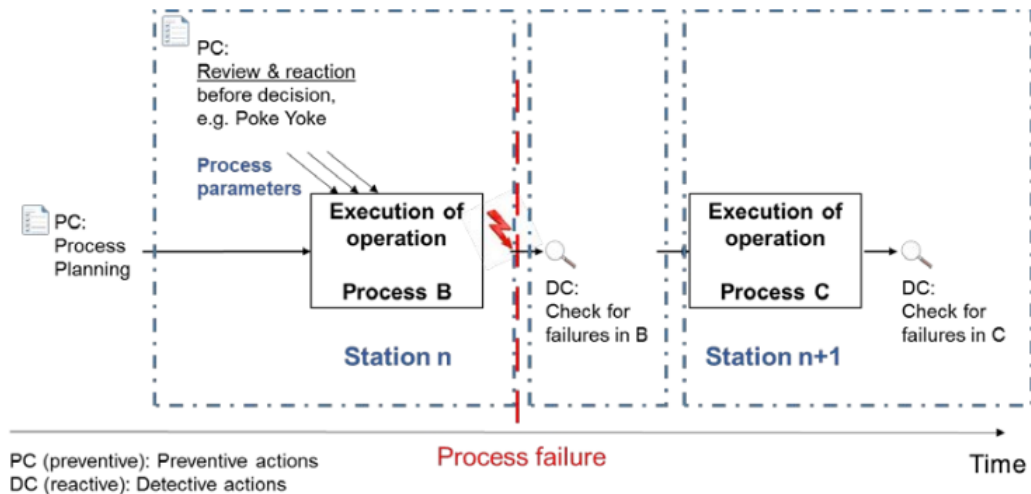 PC:
Review & reaction
before decision,
e.g. Poke Yoke
Process
parameters
PC:
Process
Planning
Execution of
operation
Process B
DC:
Check for
failures in B
Execution of
operation
Process C
DC:
Check for
failures in C
Station n
Station n+1
PC (preventive): Preventive actions
DC (reactive): Detective actions
Process failure
Time